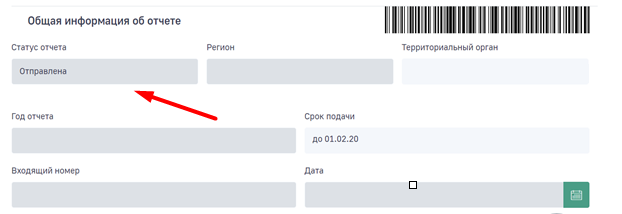 Общая информация об отчете
Статус отчета Регион Территориальный орган
Отправлена
Год отчета Срок подачи
до 01.02.20
Входящий номер Дата